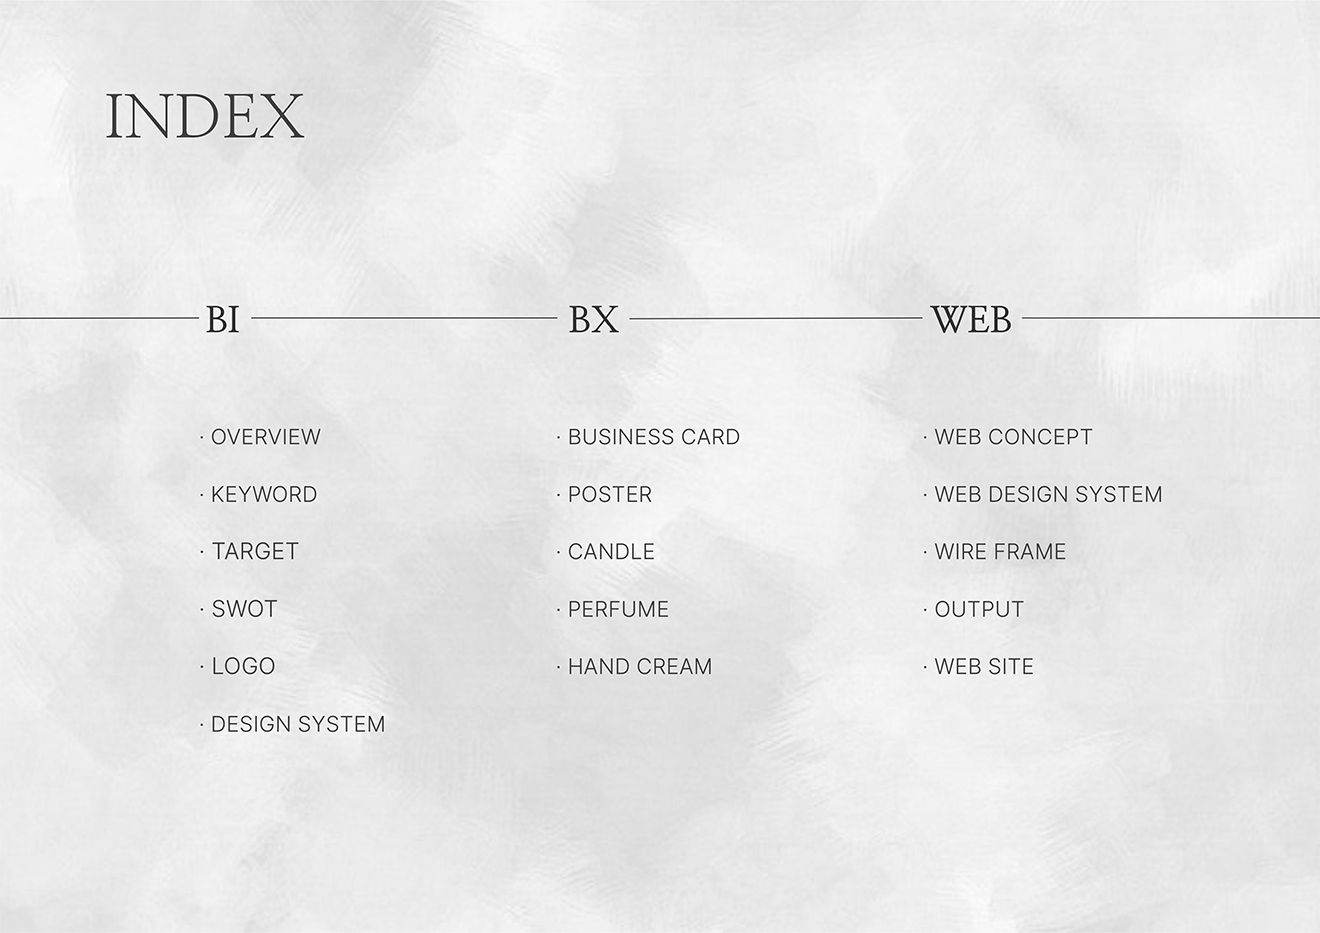 INDEX
BI
BX
WEB
· OVERVIEW
· KEYWORD
· TARGET
· SWOT
· LOGO
· DESIGN SYSTEM
· BUSINESS CARD
· POSTER
· CANDLE
· PERFUME
· HAND CREAM
· WEB CONCEPT
· WEB DESIGN SYSTEM
· WIRE FRAME
· OUTPUT
· WEB SITE